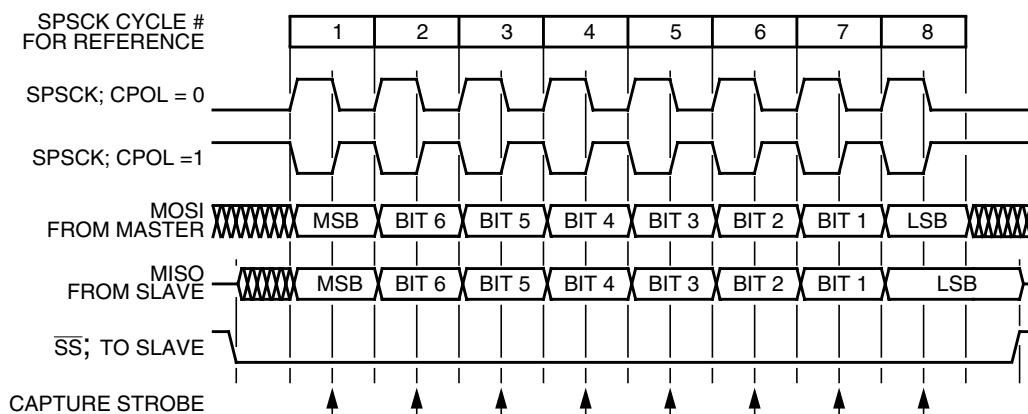 SPSCK CYCLE #
FOR REFERENCE
1 2 3 4 5 6 7 8
SPSCK; CPOL = 0
SPSCK; CPOL =1
MOSI
FROM MASTER
MSB BIT 6 BIT 5 BIT 4 BIT 3 BIT 2 BIT 1 LSB
MISO
FROM SLAVE
MSB BIT 6 BIT 5 BIT 4 BIT 3 BIT 2 BIT 1 LSB
S̅S̅; TO SLAVE
CAPTURE STROBE